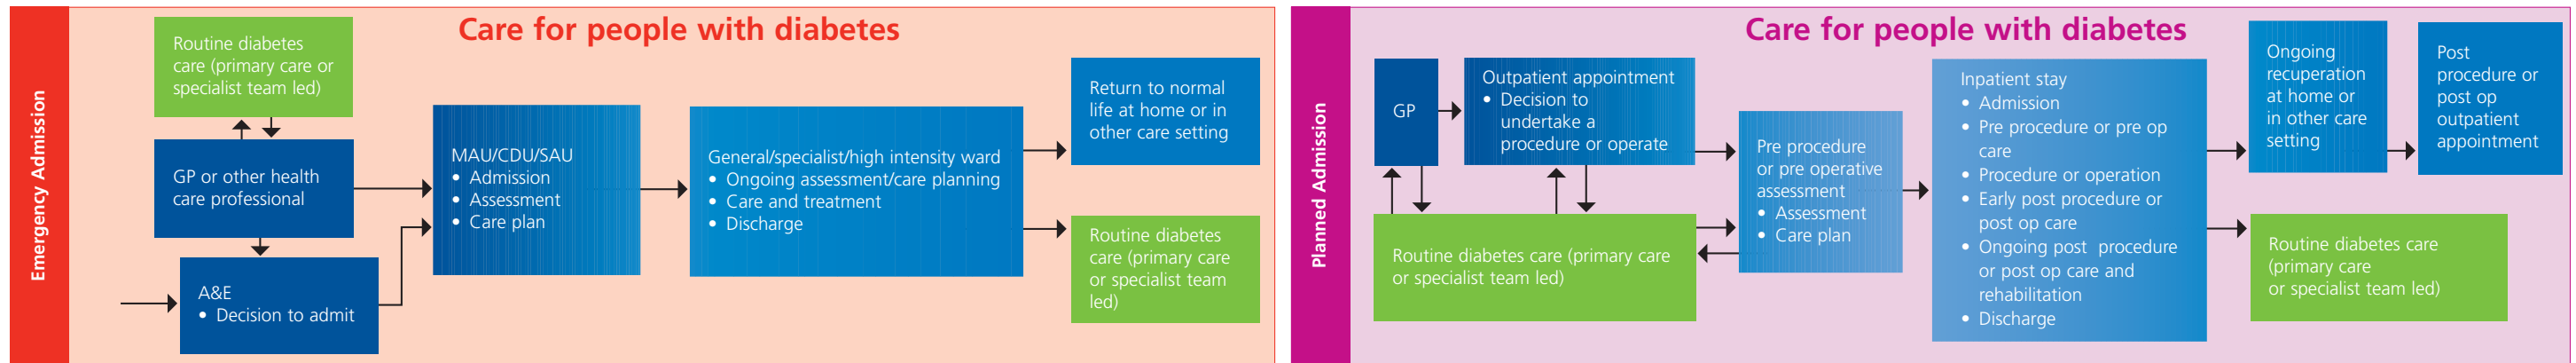 Emergency Admission
Care for people with diabetes
Routine diabetes
care (primary care or
specialist team led)
GP or other health
care professional
A&E
• Decision to admit
MAU/CDU/SAU
• Admission
• Assessment
• Care plan
General/specialist/high intensity ward
• Ongoing assessment/care planning
• Care and treatment
• Discharge
Return to normal
life at home or in
other care setting
Routine diabetes
care (primary care
or specialist team
led)
Planned Admission
Care for people with diabetes
GP
Outpatient appointment
• Decision to
undertake a
procedure or operate
Routine diabetes care (primary care
or specialist team led)
Pre procedure
or pre operative
assessment
• Assessment
• Care plan
Inpatient stay
• Admission
• Pre procedure or pre op
care
• Procedure or operation
• Early post procedure or
post op care
• Ongoing post procedure
or post op care and
rehabilitation
• Discharge
Ongoing
recuperation
at home or
in other care
setting
Post
procedure or
post op
outpatient
appointment
Routine diabetes care
(primary care
or specialist team led)